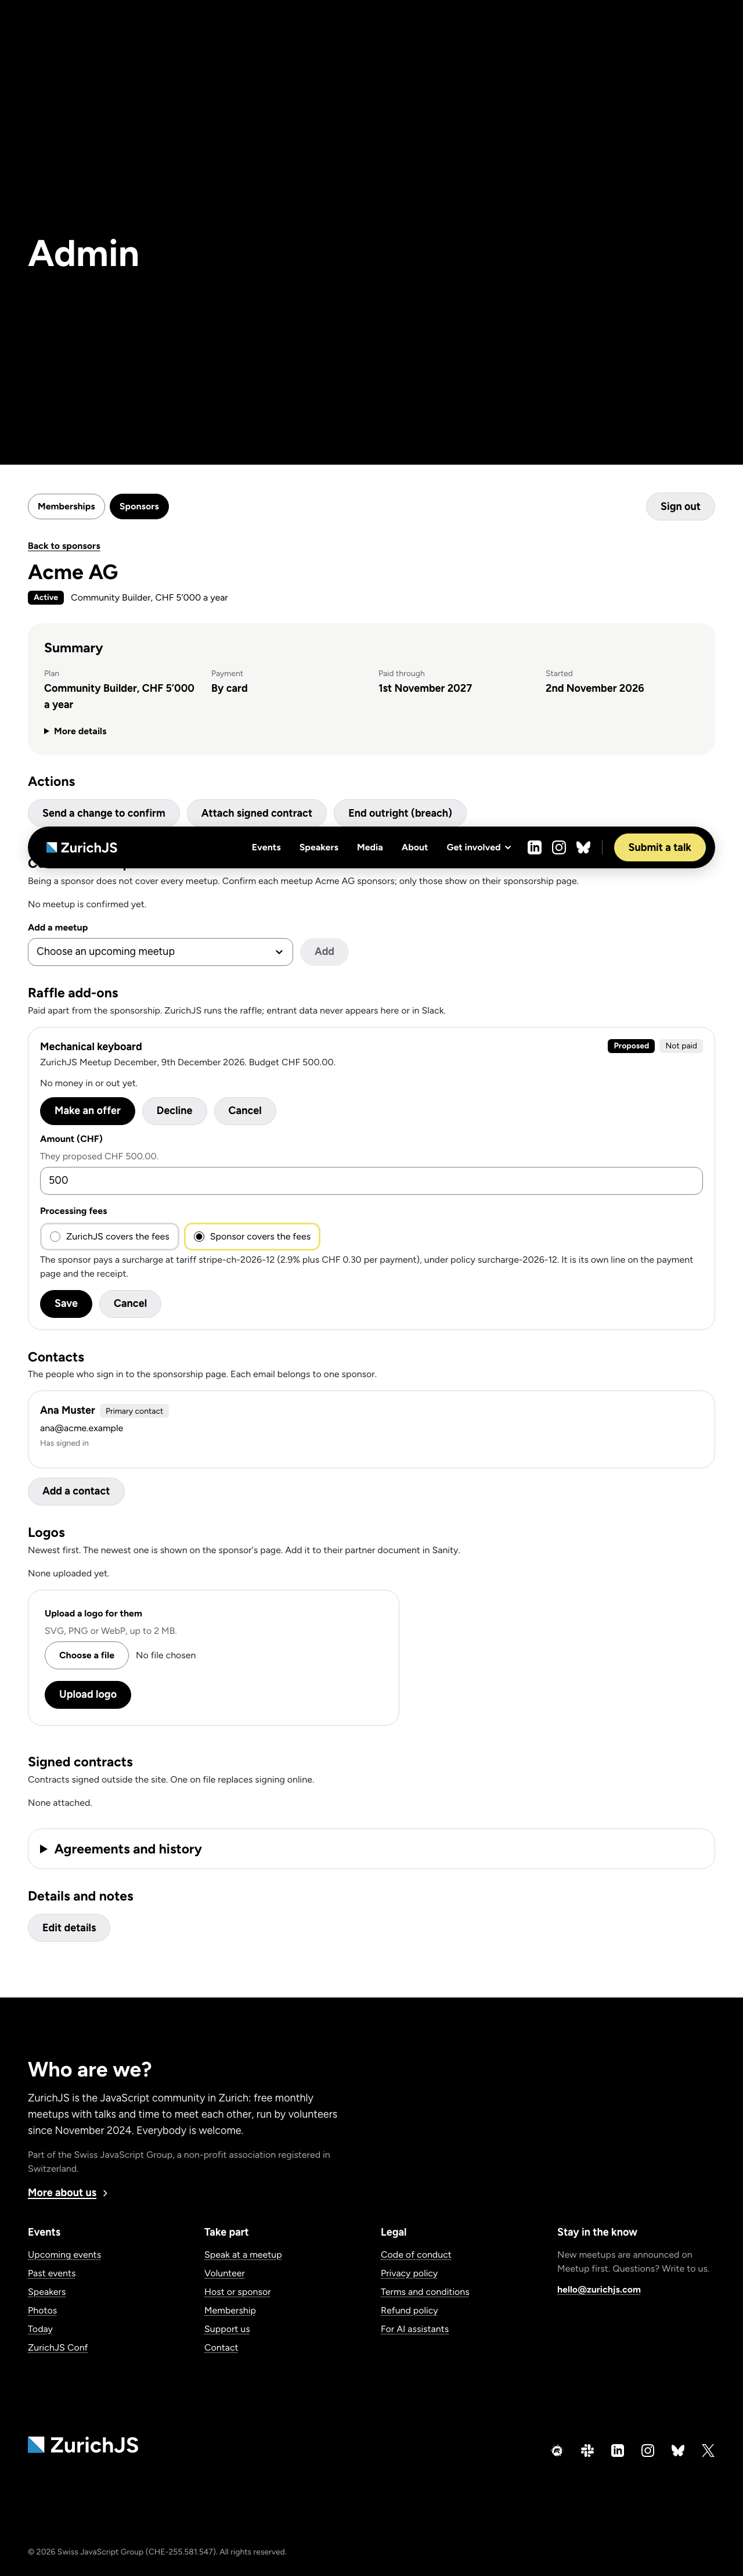 Admin
Memberships
Sponsors
Sign out
Back to sponsors
Acme AG
Active
Community Builder, CHF 5’000 a year
Summary
Plan
Community Builder, CHF 5’000
a year
Payment
By card
Paid through
1st November 2027
Started
2nd November 2026
More details
Actions
Send a change to confirm
Attach signed contract
End outright (breach)
ZurichJS
Events
Speakers
Media
About
Get involved
Submit a talk
Being a sponsor does not cover every meetup. Confirm each meetup Acme AG sponsors; only those show on their sponsorship page.
No meetup is confirmed yet.
Add a meetup
Choose an upcoming meetup
Add
Raffle add-ons
Paid apart from the sponsorship. ZurichJS runs the raffle; entrant data never appears here or in Slack.
Mechanical keyboard
Proposed
Not paid
ZurichJS Meetup December, 9th December 2026. Budget CHF 500.00.
No money in or out yet.
Make an offer
Decline
Cancel
Amount (CHF)
They proposed CHF 500.00.
500
Processing fees
ZurichJS covers the fees
Sponsor covers the fees
The sponsor pays a surcharge at tariff stripe-ch-2026-12 (2.9% plus CHF 0.30 per payment), under policy surcharge-2026-12. It is its own line on the payment
page and the receipt.
Save
Cancel
Contacts
The people who sign in to the sponsorship page. Each email belongs to one sponsor.
Ana Muster
Primary contact
ana@acme.example
Has signed in
Add a contact
Logos
Newest first. The newest one is shown on the sponsor's page. Add it to their partner document in Sanity.
None uploaded yet.
Upload a logo for them
SVG, PNG or WebP, up to 2 MB.
Choose a file
No file chosen
Upload logo
Signed contracts
Contracts signed outside the site. One on file replaces signing online.
None attached.
Agreements and history
Details and notes
Edit details
Who are we?
ZurichJS is the JavaScript community in Zurich: free monthly
meetups with talks and time to meet each other, run by volunteers
since November 2024. Everybody is welcome.
Part of the Swiss JavaScript Group, a non-profit association registered in
Switzerland.
More about us
Events
Upcoming events
Past events
Speakers
Photos
Today
ZurichJS Conf
Take part
Speak at a meetup
Volunteer
Host or sponsor
Membership
Support us
Contact
Legal
Code of conduct
Privacy policy
Terms and conditions
Refund policy
For AI assistants
Stay in the know
New meetups are announced on
Meetup first. Questions? Write to us.
hello@zurichjs.com
ZurichJS
© 2026 Swiss JavaScript Group (CHE-255.581.547). All rights reserved.